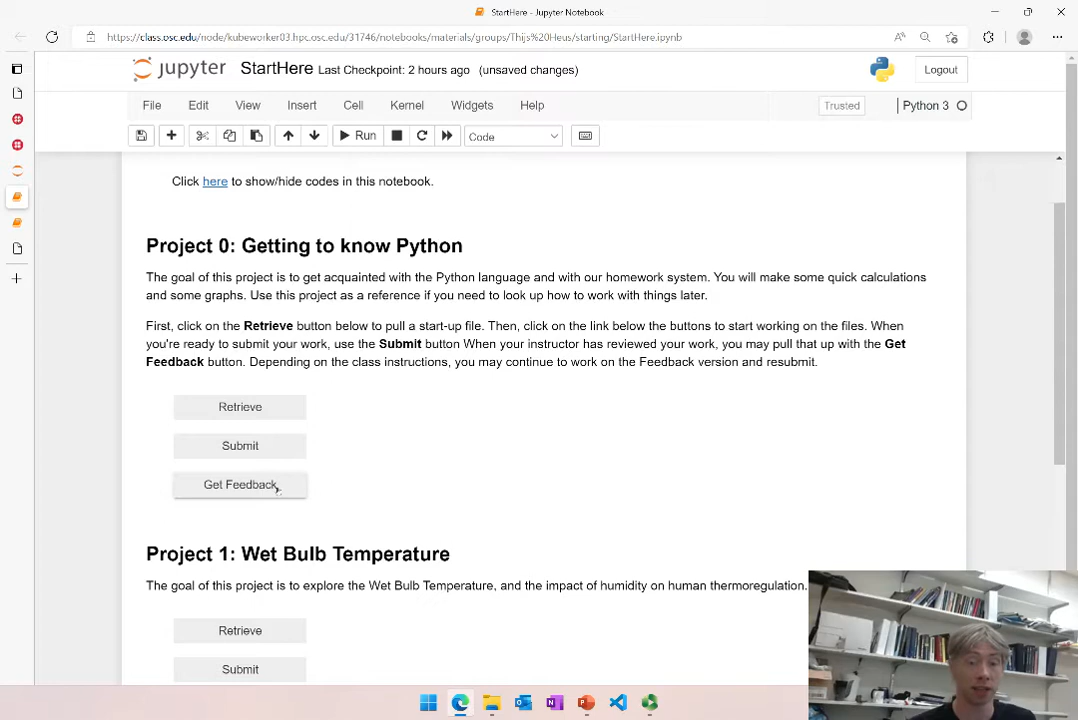 StartHere - Jupyter Notebook
https://class.osc.edu/node/kubeworker03.hpc.osc.edu/31746/notebooks/materials/groups/Thijs%20Heus/starting/StartHere.ipynb
jupyter StartHere Last Checkpoint: 2 hours ago (unsaved changes)
Logout
File Edit View Insert Cell Kernel Widgets Help
Trusted
Python 3
Run
Code
Click here to show/hide codes in this notebook.
Project 0: Getting to know Python
The goal of this project is to get acquainted with the Python language and with our homework system. You will make some quick calculations
and some graphs. Use this project as a reference if you need to look up how to work with things later.
First, click on the Retrieve button below to pull a start-up file. Then, click on the link below the buttons to start working on the files. When
you're ready to submit your work, use the Submit button When your instructor has reviewed your work, you may pull that up with the Get
Feedback button. Depending on the class instructions, you may continue to work on the Feedback version and resubmit.
Retrieve
Submit
Get Feedback
Project 1: Wet Bulb Temperature
The goal of this project is to explore the Wet Bulb Temperature, and the impact of humidity on human thermoregulation.
Retrieve
Submit